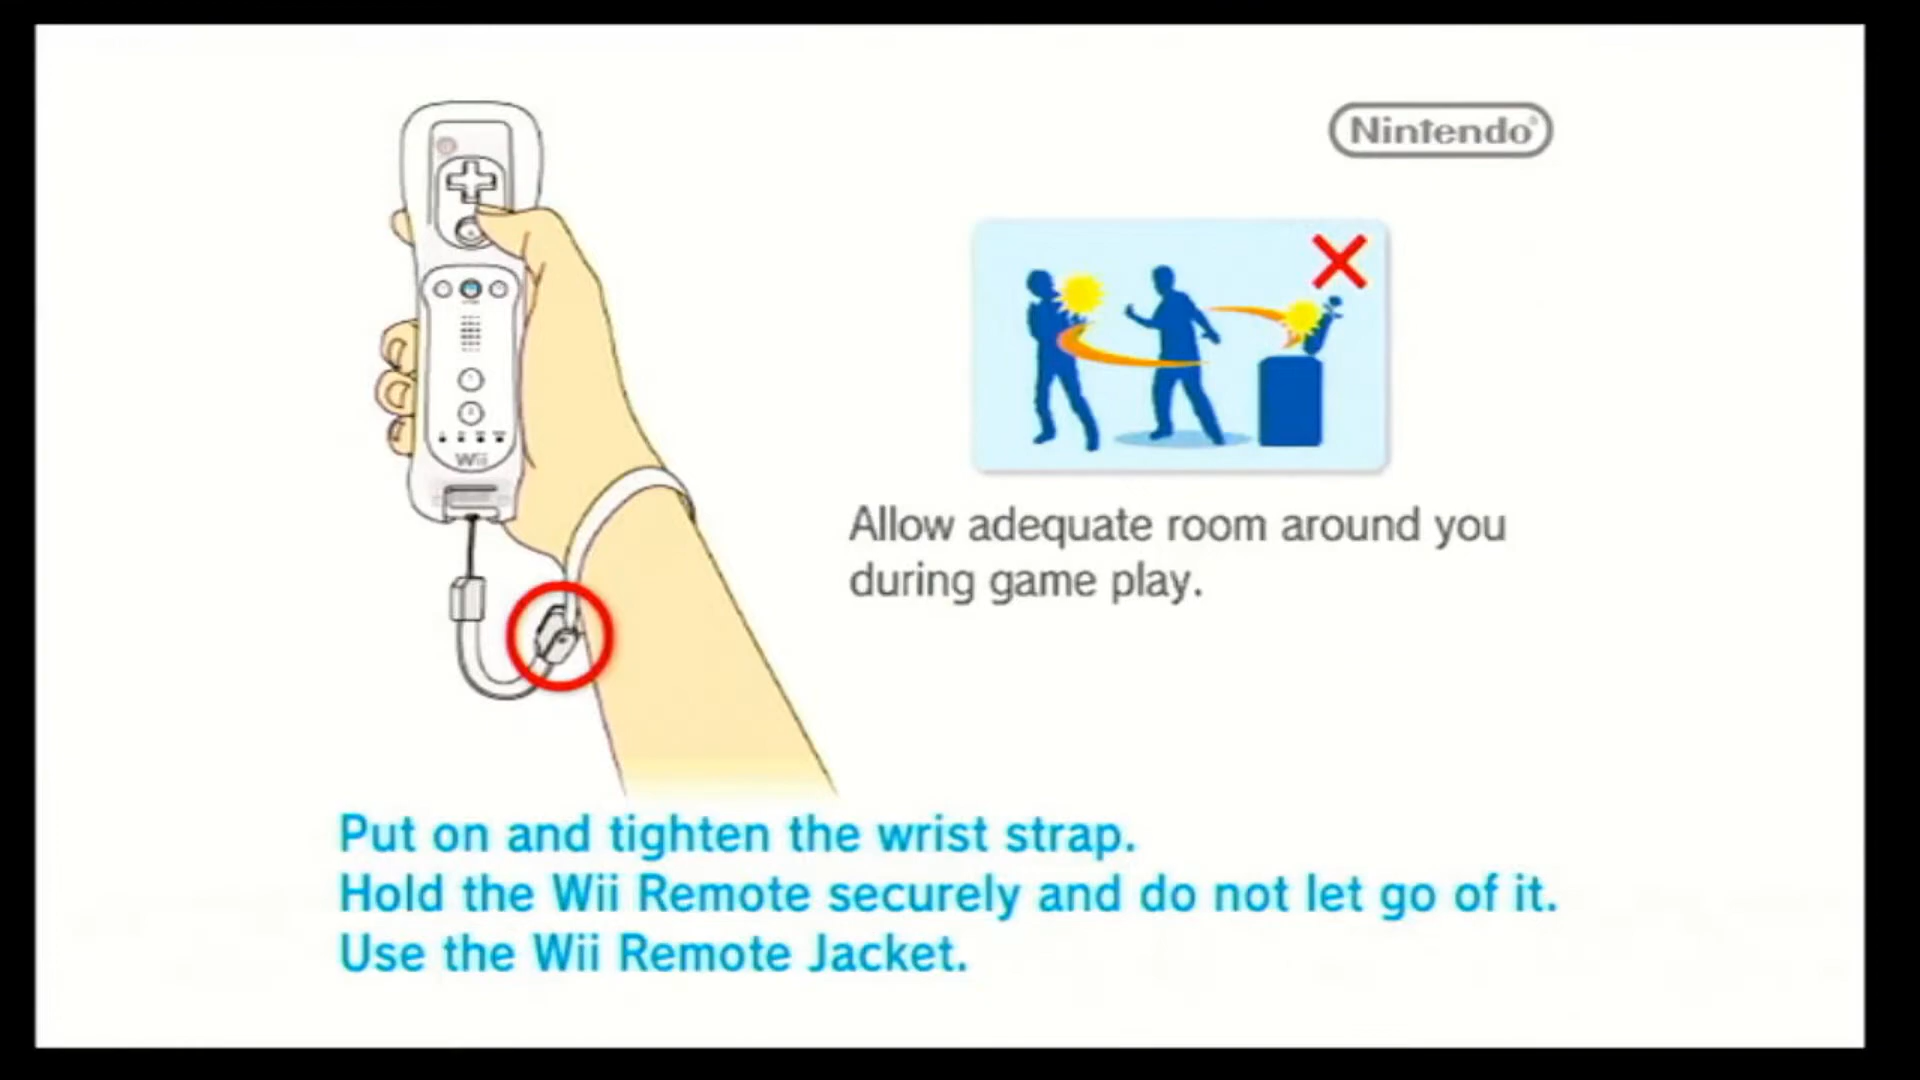 Nintendo®
Wii
Allow adequate room around you
during game play.
Put on and tighten the wrist strap.
Hold the Wii Remote securely and do not let go of it.
Use the Wii Remote Jacket.